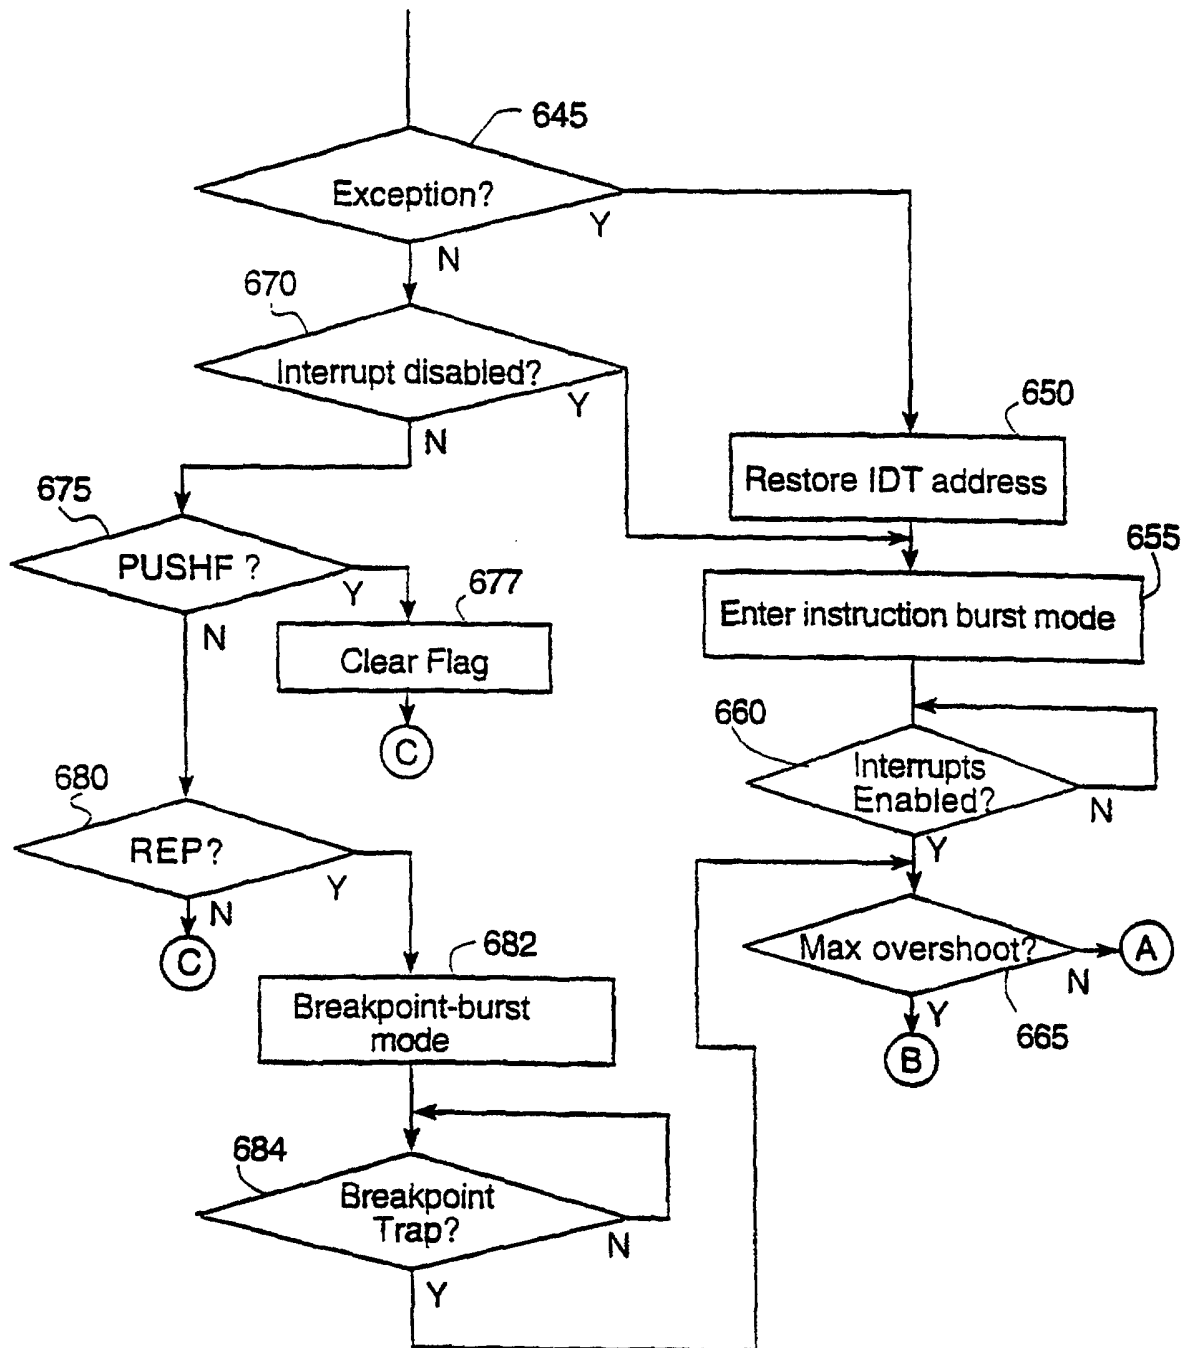 645
Exception?
Y
N
670
Interrupt disabled?
Y
N
650
Restore IDT address
675
PUSHF ?
Y
N
677
Clear Flag
C
655
Enter instruction burst mode
660
Interrupts
Enabled?
N
Y
680
REP?
Y
N
C
Max overshoot?
N
A
Y
665
B
682
Breakpoint-burst
mode
684
Breakpoint
Trap?
N
Y